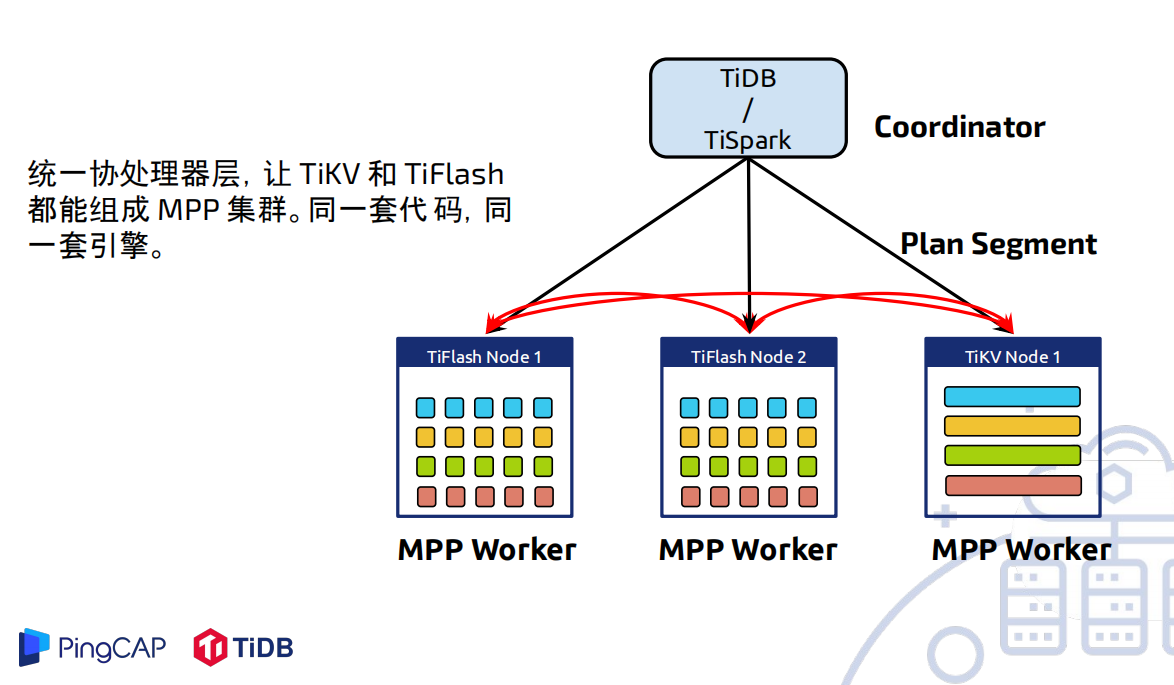 TiDB
/
TiSpark
Coordinator
统一协处理器层，让 TiKV 和 TiFlash
都能组成 MPP 集群。同一套代 码，同
一套引擎。
Plan Segment
TiFlash Node 1
TiFlash Node 2
TiKV Node 1
MPP Worker
MPP Worker
MPP Worker
PingCAP
Ti TiDB